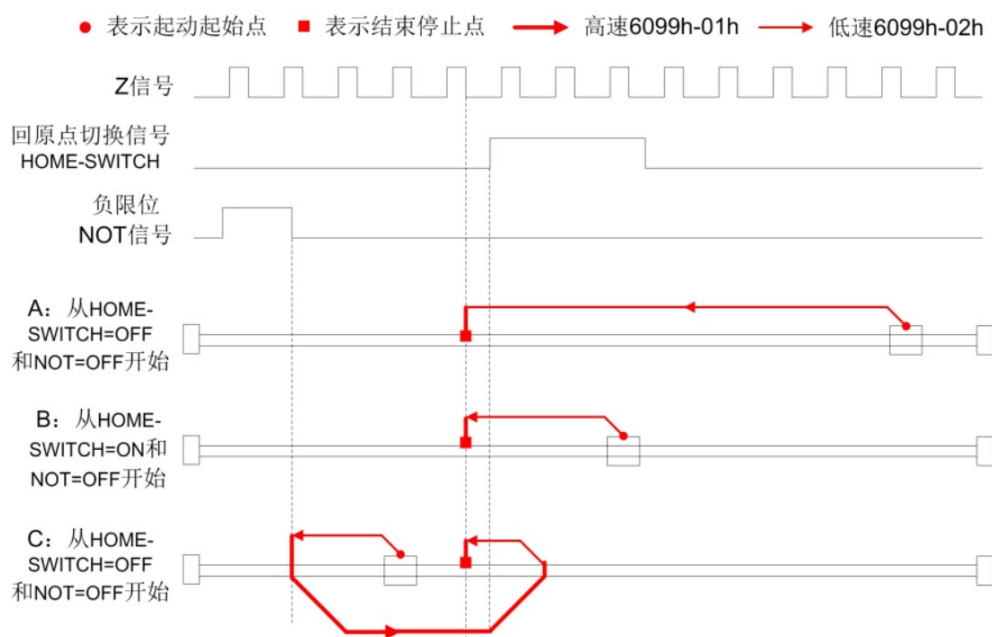 表示起动起始点 表示结束停止点 高速6099h-01h 低速6099h-02h
Z信号
回原点切换信号
HOME-SWITCH
负限位
NOT信号
A：从HOME-
SWITCH=OFF
和NOT=OFF开始
B：从HOME-
SWITCH=ON和
NOT=OFF开始
C：从HOME-
SWITCH=OFF
和NOT=OFF开始